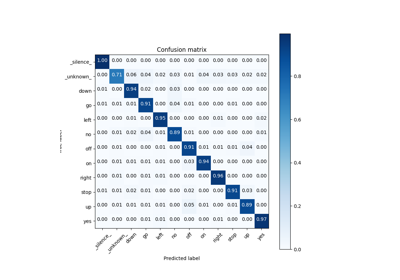 Confusion matrix
_silence_ 1.00 0.00 0.00 0.00 0.00 0.00 0.00 0.00 0.00 0.00 0.00 0.00
_unknown_ 0.00 0.71 0.06 0.04 0.02 0.03 0.01 0.04 0.03 0.03 0.02 0.02
down 0.01 0.00 0.94 0.02 0.00 0.03 0.00 0.00 0.00 0.00 0.00 0.00
go 0.01 0.01 0.01 0.91 0.00 0.04 0.01 0.00 0.00 0.01 0.00 0.00
left 0.01 0.00 0.00 0.01 0.95 0.00 0.00 0.00 0.01 0.00 0.00 0.02
no 0.00 0.01 0.02 0.04 0.01 0.89 0.01 0.00 0.00 0.00 0.00 0.01
off 0.00 0.00 0.00 0.01 0.01 0.00 0.91 0.01 0.01 0.01 0.04 0.00
on 0.00 0.01 0.01 0.01 0.00 0.01 0.03 0.94 0.00 0.00 0.01 0.00
right 0.00 0.01 0.01 0.00 0.01 0.00 0.00 0.00 0.96 0.00 0.00 0.00
stop 0.01 0.01 0.02 0.01 0.00 0.00 0.02 0.00 0.00 0.91 0.03 0.00
up 0.01 0.00 0.01 0.01 0.01 0.00 0.05 0.01 0.00 0.01 0.89 0.00
yes 0.00 0.00 0.00 0.01 0.01 0.01 0.00 0.00 0.00 0.00 0.00 0.97
_silence_ _unknown_ down go left no off on right stop up yes
Predicted label
0.8
0.6
0.4
0.2
0.0